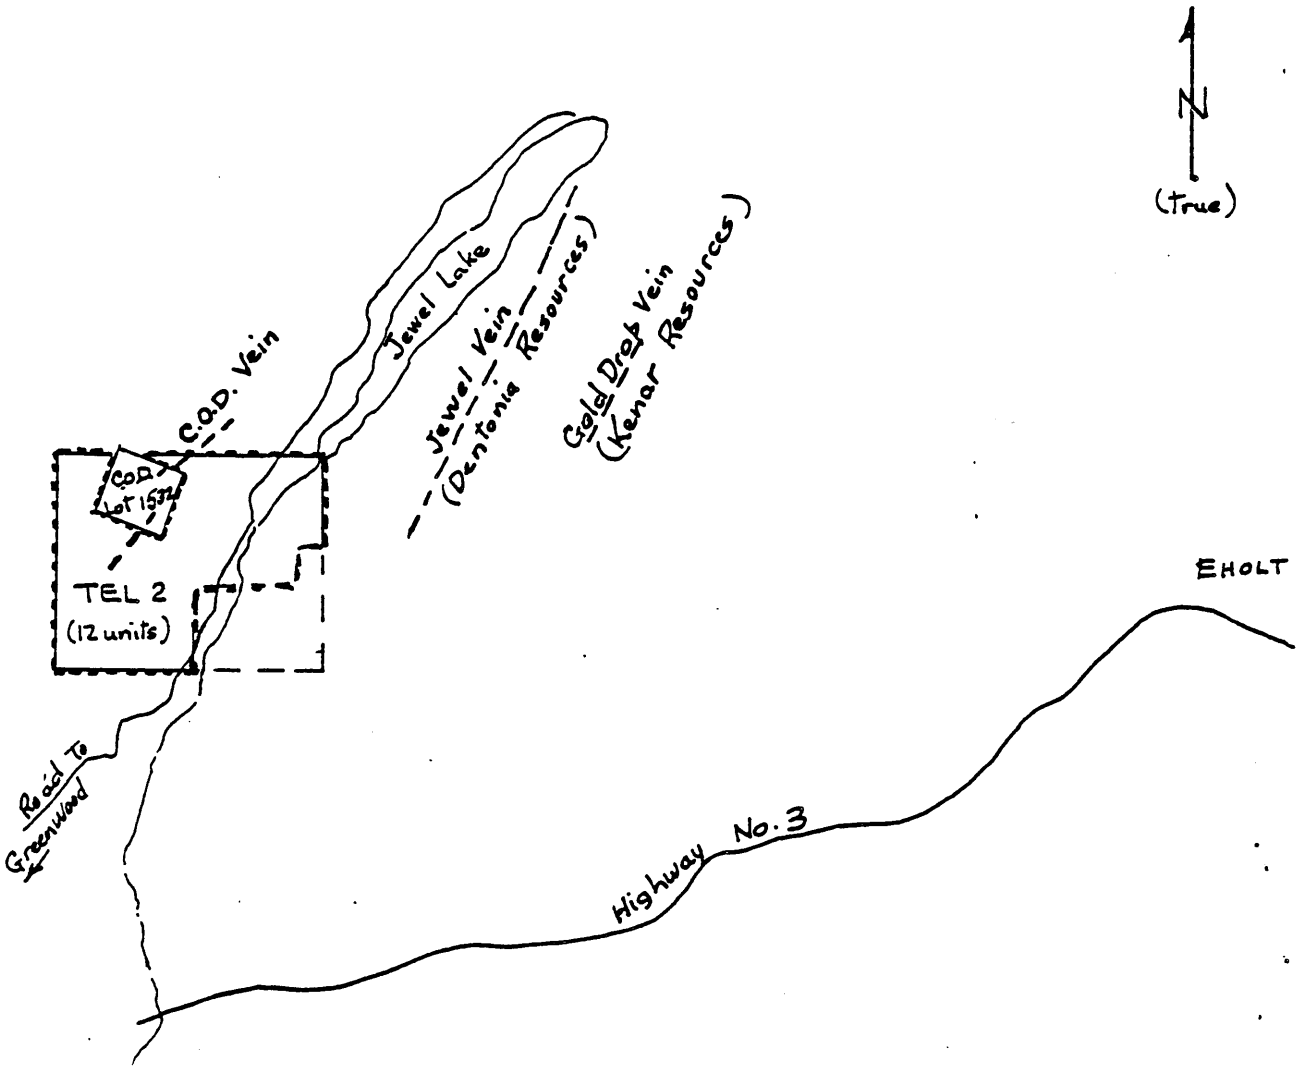 N
(True)
Jewel Lake
Jewel Vein
(Dentonia Resources)
Gold Drop Vein
(Kenar Resources)
C.O.D. Vein
C.O.D.
Lot 1532
TEL 2
(12 units)
EHOLT
Road To
Greenwood
Highway No. 3